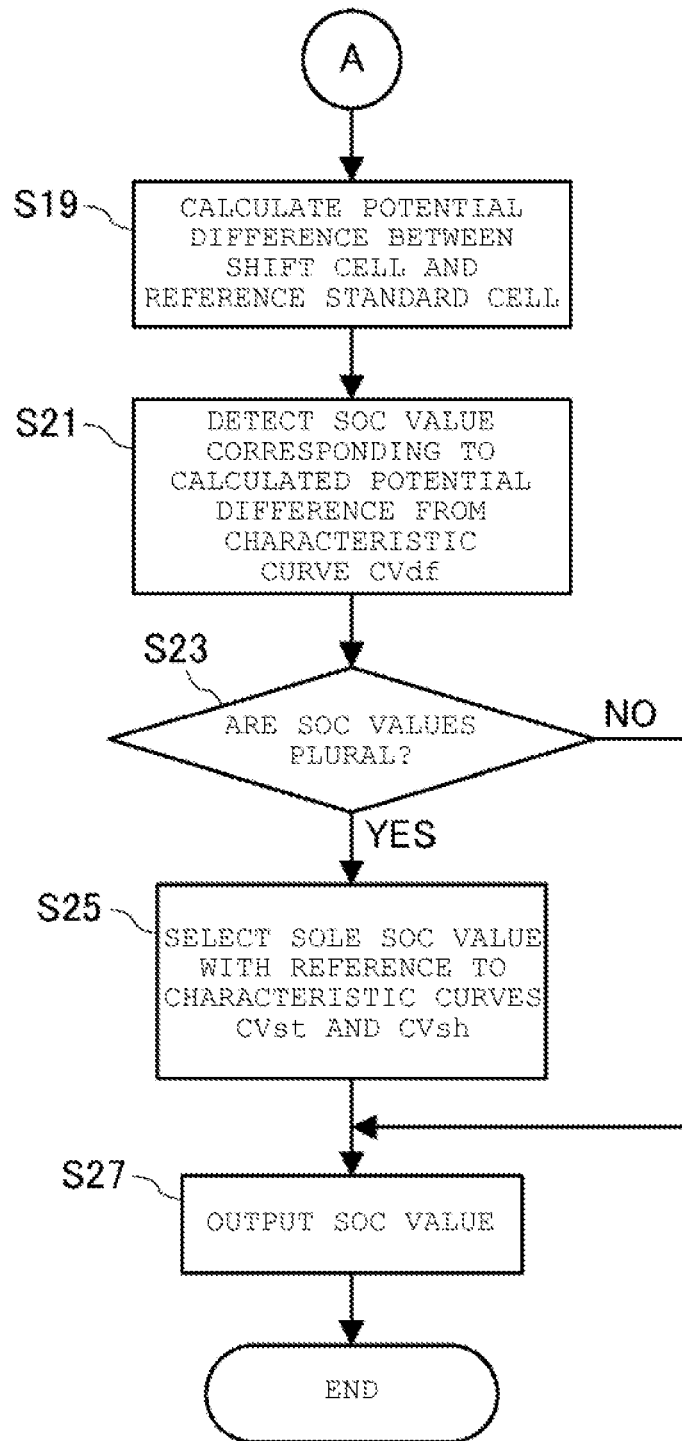 A
S19
CALCULATE POTENTIAL
DIFFERENCE BETWEEN
SHIFT CELL AND
REFERENCE STANDARD CELL
S21
DETECT SOC VALUE
CORRESPONDING TO
CALCULATED POTENTIAL
DIFFERENCE FROM
CHARACTERISTIC
CURVE CVdf
S23
ARE SOC VALUES
PLURAL?
NO
YES
S25
SELECT SOLE SOC VALUE
WITH REFERENCE TO
CHARACTERISTIC CURVES
CVst AND CVsh
S27
OUTPUT SOC VALUE
END